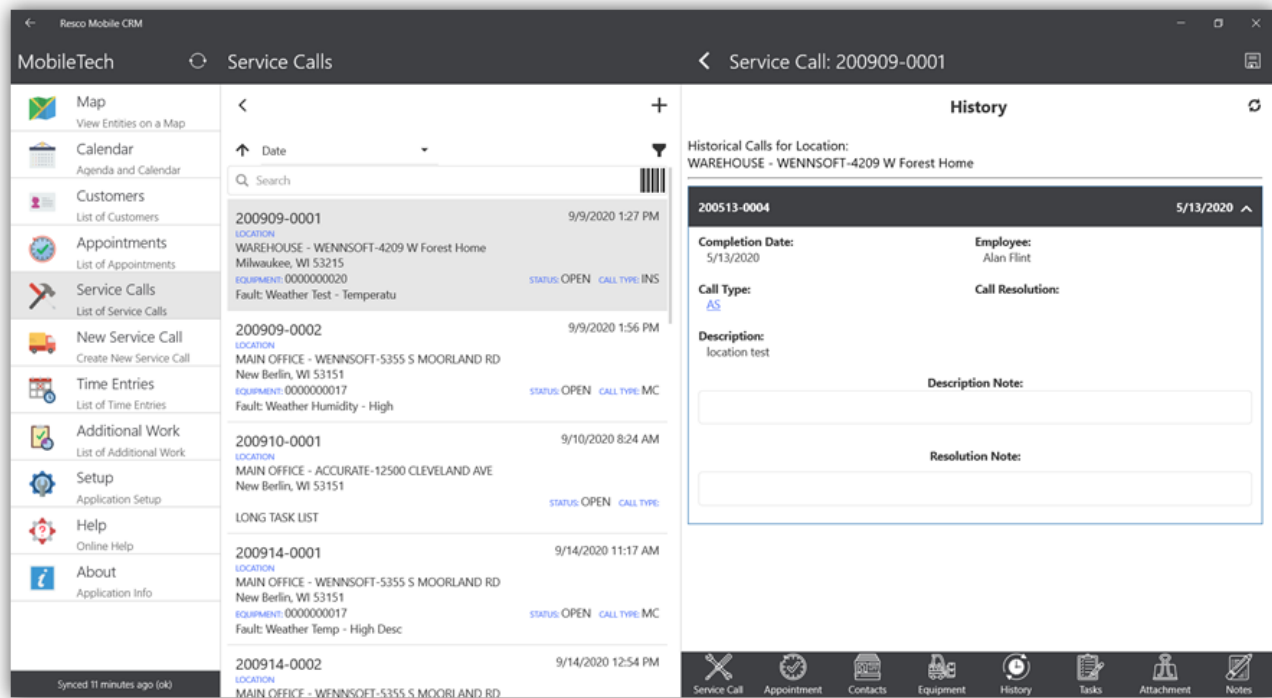 Resco Mobile CRM
MobileTech
Service Calls
Service Call: 200909-0001
Map
View Entities on a Map
Calendar
Agenda and Calendar
Customers
List of Customers
Appointments
List of Appointments
Service Calls
List of Service Calls
New Service Call
Create New Service Call
Time Entries
List of Time Entries
Additional Work
List of Additional Work
Setup
Application Setup
Help
Online Help
About
Application Info
Synced 11 minutes ago (ok)
Date
Search
200909-0001 9/9/2020 1:27 PM
LOCATION
WAREHOUSE - WENNSOFT-4209 W Forest Home
Milwaukee, WI 53215
EQUIPMENT: 0000000020 STATUS: OPEN CALL TYPE: INS
Fault: Weather Test - Temperatu
200909-0002 9/9/2020 1:56 PM
LOCATION
MAIN OFFICE - WENNSOFT-5355 S MOORLAND RD
New Berlin, WI 53151
EQUIPMENT: 0000000017 STATUS: OPEN CALL TYPE: MC
Fault: Weather Humidity - High
200910-0001 9/10/2020 8:24 AM
LOCATION
MAIN OFFICE - ACCURATE-12500 CLEVELAND AVE
New Berlin, WI 53151
STATUS: OPEN CALL TYPE:
LONG TASK LIST
200914-0001 9/14/2020 11:17 AM
LOCATION
MAIN OFFICE - WENNSOFT-5355 S MOORLAND RD
New Berlin, WI 53151
EQUIPMENT: 0000000017 STATUS: OPEN CALL TYPE: MC
Fault: Weather Temp - High Desc
200914-0002 9/14/2020 12:54 PM
LOCATION
MAIN OFFICE - WENNSOFT-5355 S MOORLAND RD
History
Historical Calls for Location:
WAREHOUSE - WENNSOFT-4209 W Forest Home
200513-0004 5/13/2020
Completion Date: Employee:
5/13/2020 Alan Flint
Call Type: Call Resolution:
AS
Description:
location test
Description Note:
Resolution Note:
Service Call Appointment Contacts Equipment History Tasks Attachment Notes